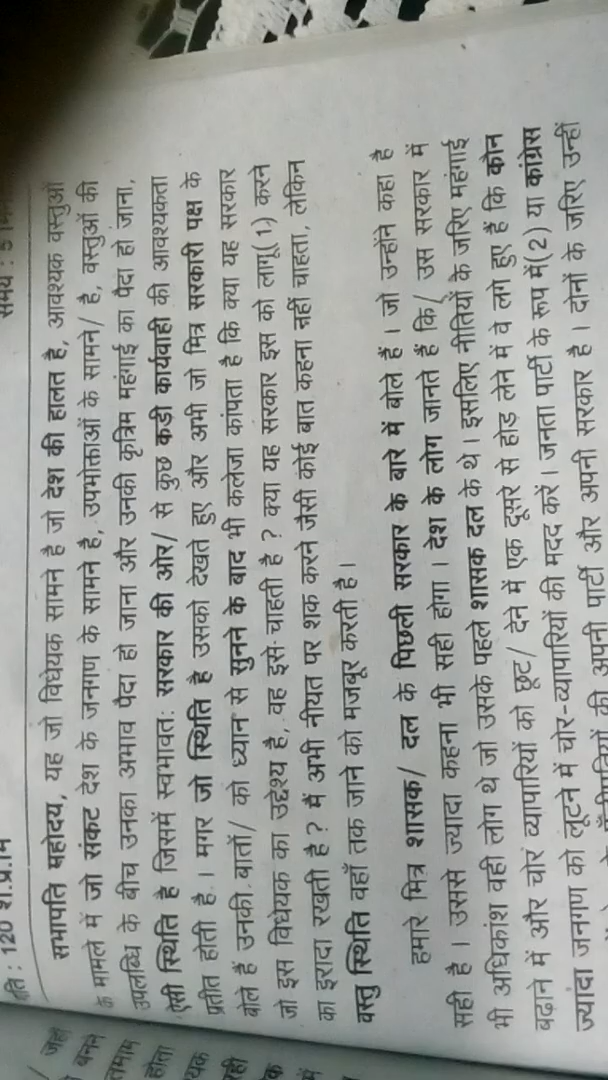 गति : 120 श.प्र.मि समय : 5 मि
सभापति महोदय, यह जो विधेयक सामने है जो देश की हालत है, आवश्यक वस्तुओं
के मामले में जो संकट देश के जनगण के सामने है, उपभोक्ताओं के सामने/ है, वस्तुओं की
उपलब्धि के बीच उनका अभाव पैदा हो जाना और उनकी कृत्रिम महंगाई का पैदा हो जाना,
ऐसी स्थिति है जिसमें स्वभावत: सरकार की ओर/ से कुछ कडी कार्यवाही की आवश्यकता
प्रतीत होती है । मगर जो स्थिति है उसको देखते हुए और अभी जो मित्र सरकारी पक्ष के
बोले हैं उनकी बातों/ को ध्यान से सुनने के बाद भी कलेजा कांपता है कि क्या यह सरकार
जो इस विधेयक का उद्देश्य है, वह इसे चाहती है ? क्या यह सरकार इस को लागू(1) करने
का इरादा रखती है ? मैं अभी नीयत पर शक करने जैसी कोई बात कहना नहीं चाहता, लेकिन
वस्तु स्थिति वहाँ तक जाने को मजबूर करती है ।
हमारे मित्र शासक/ दल के पिछली सरकार के बारे में बोले हैं । जो उन्होंने कहा है
सही है । उससे ज्यादा कहना भी सही होगा । देश के लोग जानते हैं कि/ उस सरकार में
भी अधिकांश वही लोग थे जो उसके पहले शासक दल के थे । इसलिए नीतियों के जरिए महंगाई
बढ़ाने में और चोर व्यापारियों को छूट/ देने में एक दूसरे से होड़ लेने में वे लगे हुए हैं कि कौन
ज्यादा जनगण को लूटने में चोर-व्यापारियों की मदद करें । जनता पार्टी के रूप में(2) या कांग्रेस
की अपनी पार्टी और अपनी सरकार है । दोनों के जरिए उन्हीं
/ जहाँ
बनने
तमाम
होता